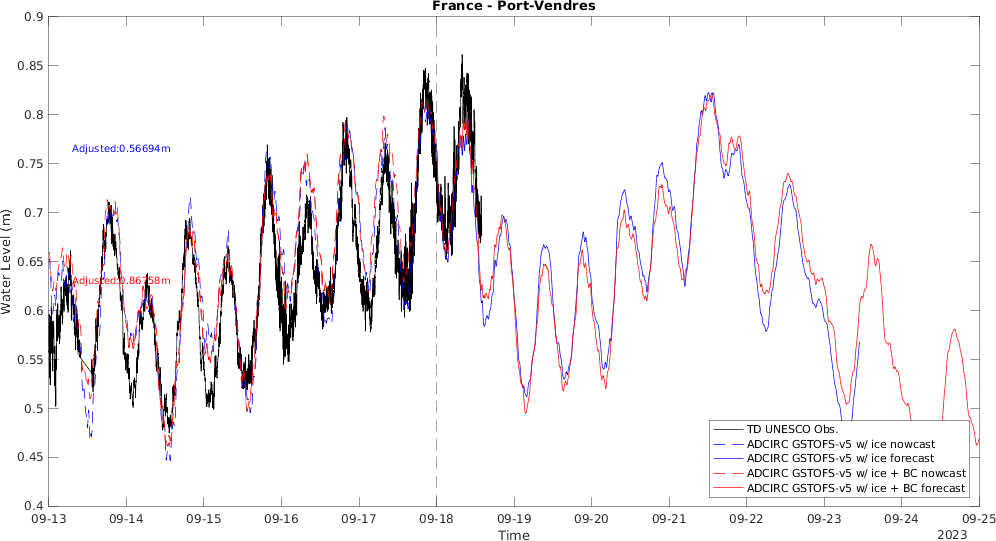 France - Port-Vendres
0.9
0.85
0.8
0.75
0.7
0.65
0.6
0.55
0.5
0.45
0.4
Water Level (m)
Adjusted:0.56694m
Adjusted:0.86758m
TD UNESCO Obs.
ADCIRC GSTOFS-v5 w/ ice nowcast
ADCIRC GSTOFS-v5 w/ ice forecast
ADCIRC GSTOFS-v5 w/ ice + BC nowcast
ADCIRC GSTOFS-v5 w/ ice + BC forecast
09-13 09-14 09-15 09-16 09-17 09-18 09-19 09-20 09-21 09-22 09-23 09-24 09-25
Time
2023